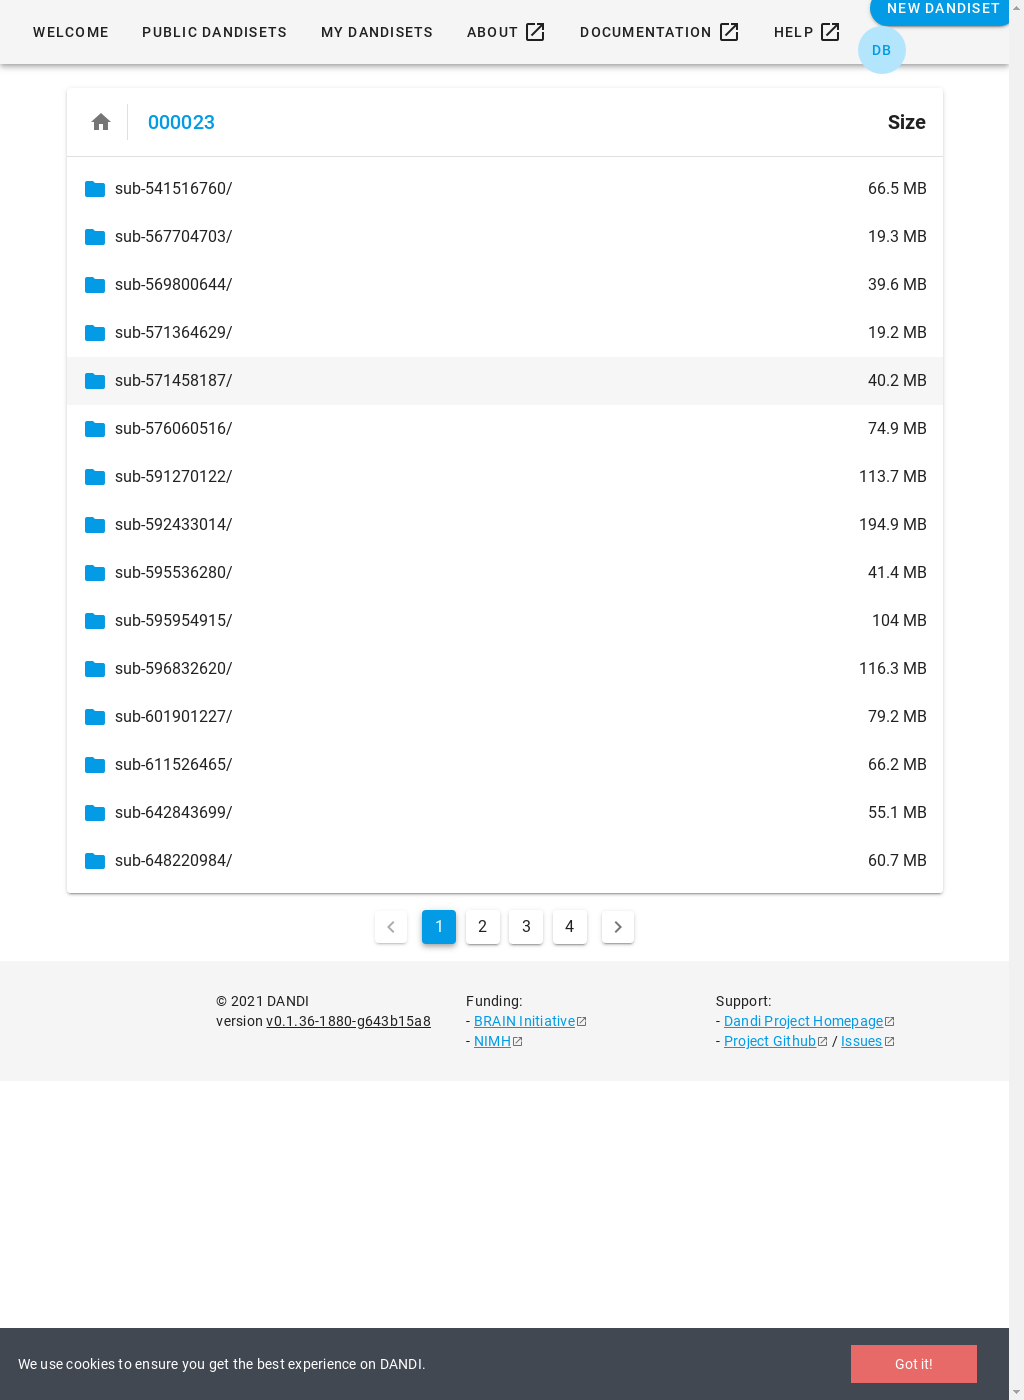 WELCOME PUBLIC DANDISETS MY DANDISETS ABOUT DOCUMENTATION HELP NEW DANDISET
DB
000023 Size
sub-541516760/ 66.5 MB
sub-567704703/ 19.3 MB
sub-569800644/ 39.6 MB
sub-571364629/ 19.2 MB
sub-571458187/ 40.2 MB
sub-576060516/ 74.9 MB
sub-591270122/ 113.7 MB
sub-592433014/ 194.9 MB
sub-595536280/ 41.4 MB
sub-595954915/ 104 MB
sub-596832620/ 116.3 MB
sub-601901227/ 79.2 MB
sub-611526465/ 66.2 MB
sub-642843699/ 55.1 MB
sub-648220984/ 60.7 MB
1 2 3 4
© 2021 DANDI
version v0.1.36-1880-g643b15a8
Funding:
- BRAIN Initiative
- NIMH
Support:
- Dandi Project Homepage
- Project Github / Issues
We use cookies to ensure you get the best experience on DANDI. Got it!